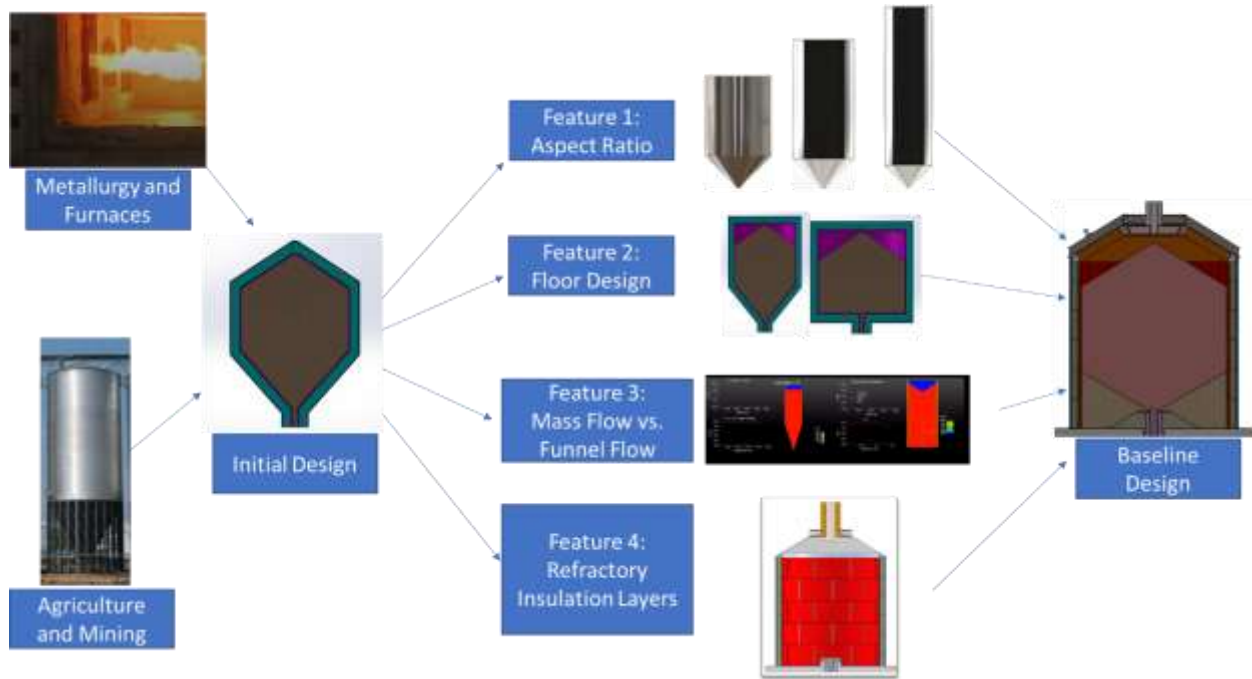 Metallurgy and
Furnaces
Agriculture
and Mining
Initial Design
Feature 1:
Aspect Ratio
Feature 2:
Floor Design
Feature 3:
Mass Flow vs.
Funnel Flow
Feature 4:
Refractory
Insulation Layers
Baseline
Design